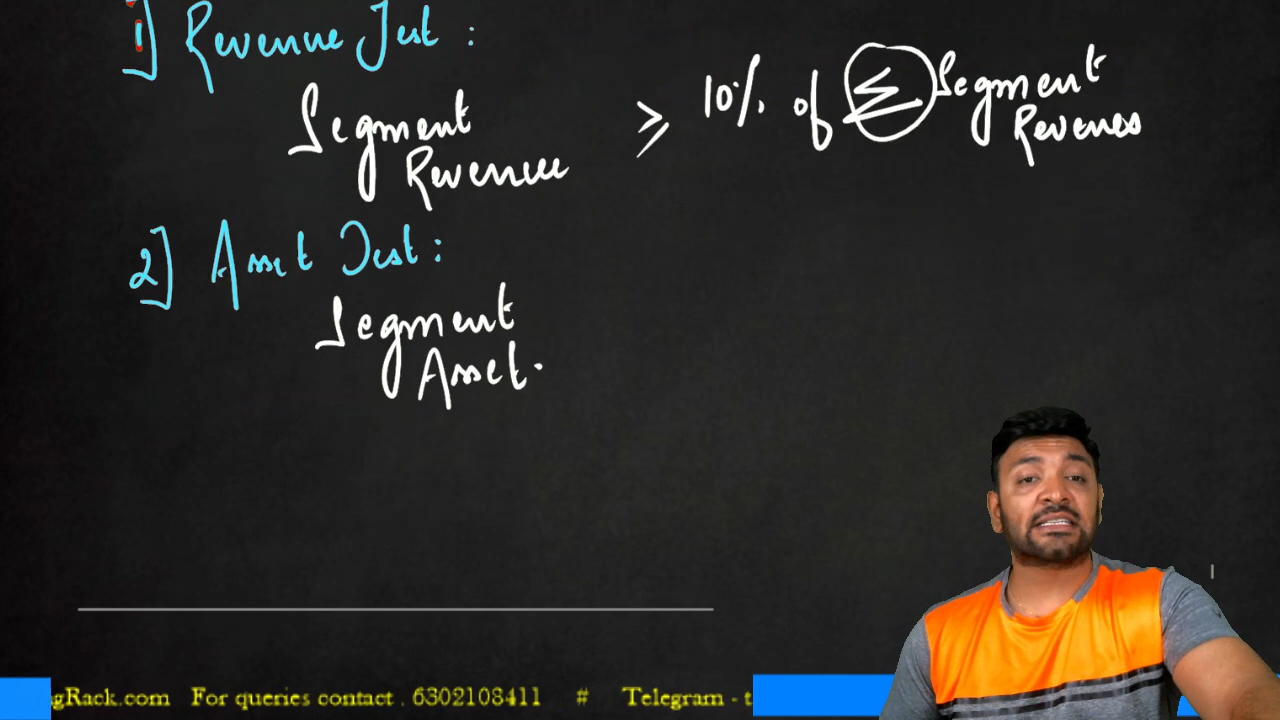 1] Revenue Test :
Segment Revenue ≥ 10% of Σ Segment Revenues
2] Asset Test :
Segment Asset.
gRack.com For queries contact . 6302108411 # Telegram - t